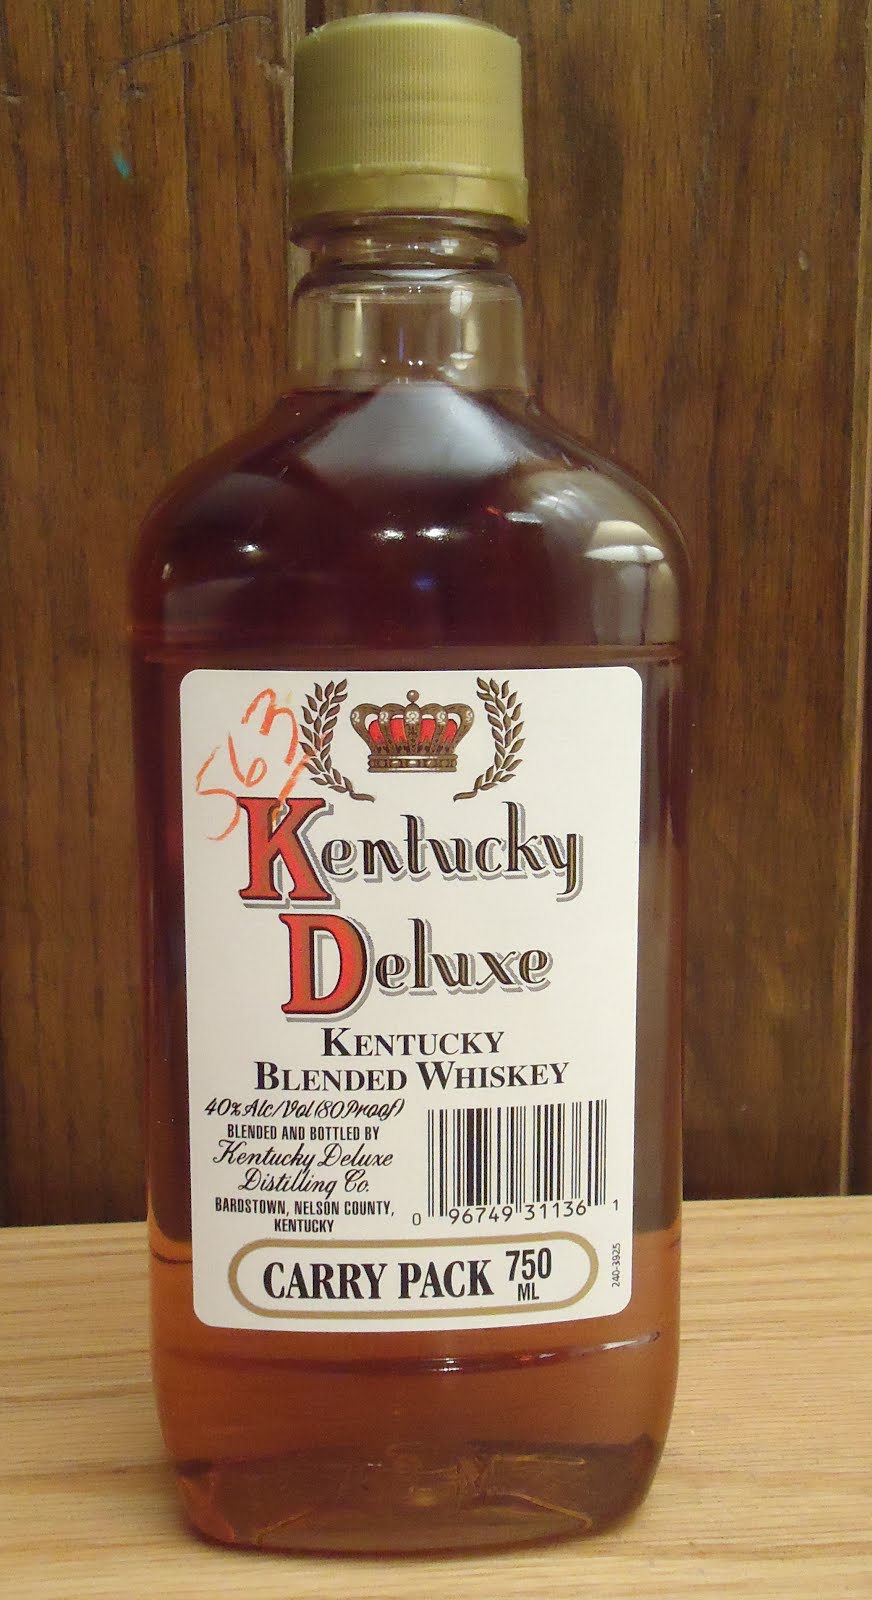 563
Kentucky
Deluxe
KENTUCKY
BLENDED WHISKEY
40% Alc/Vol (80 Proof)
BLENDED AND BOTTLED BY
Kentucky Deluxe
Distilling Co.
BARDSTOWN, NELSON COUNTY,
KENTUCKY
0 96749 31136 1
CARRY PACK 750
ML
240-3925